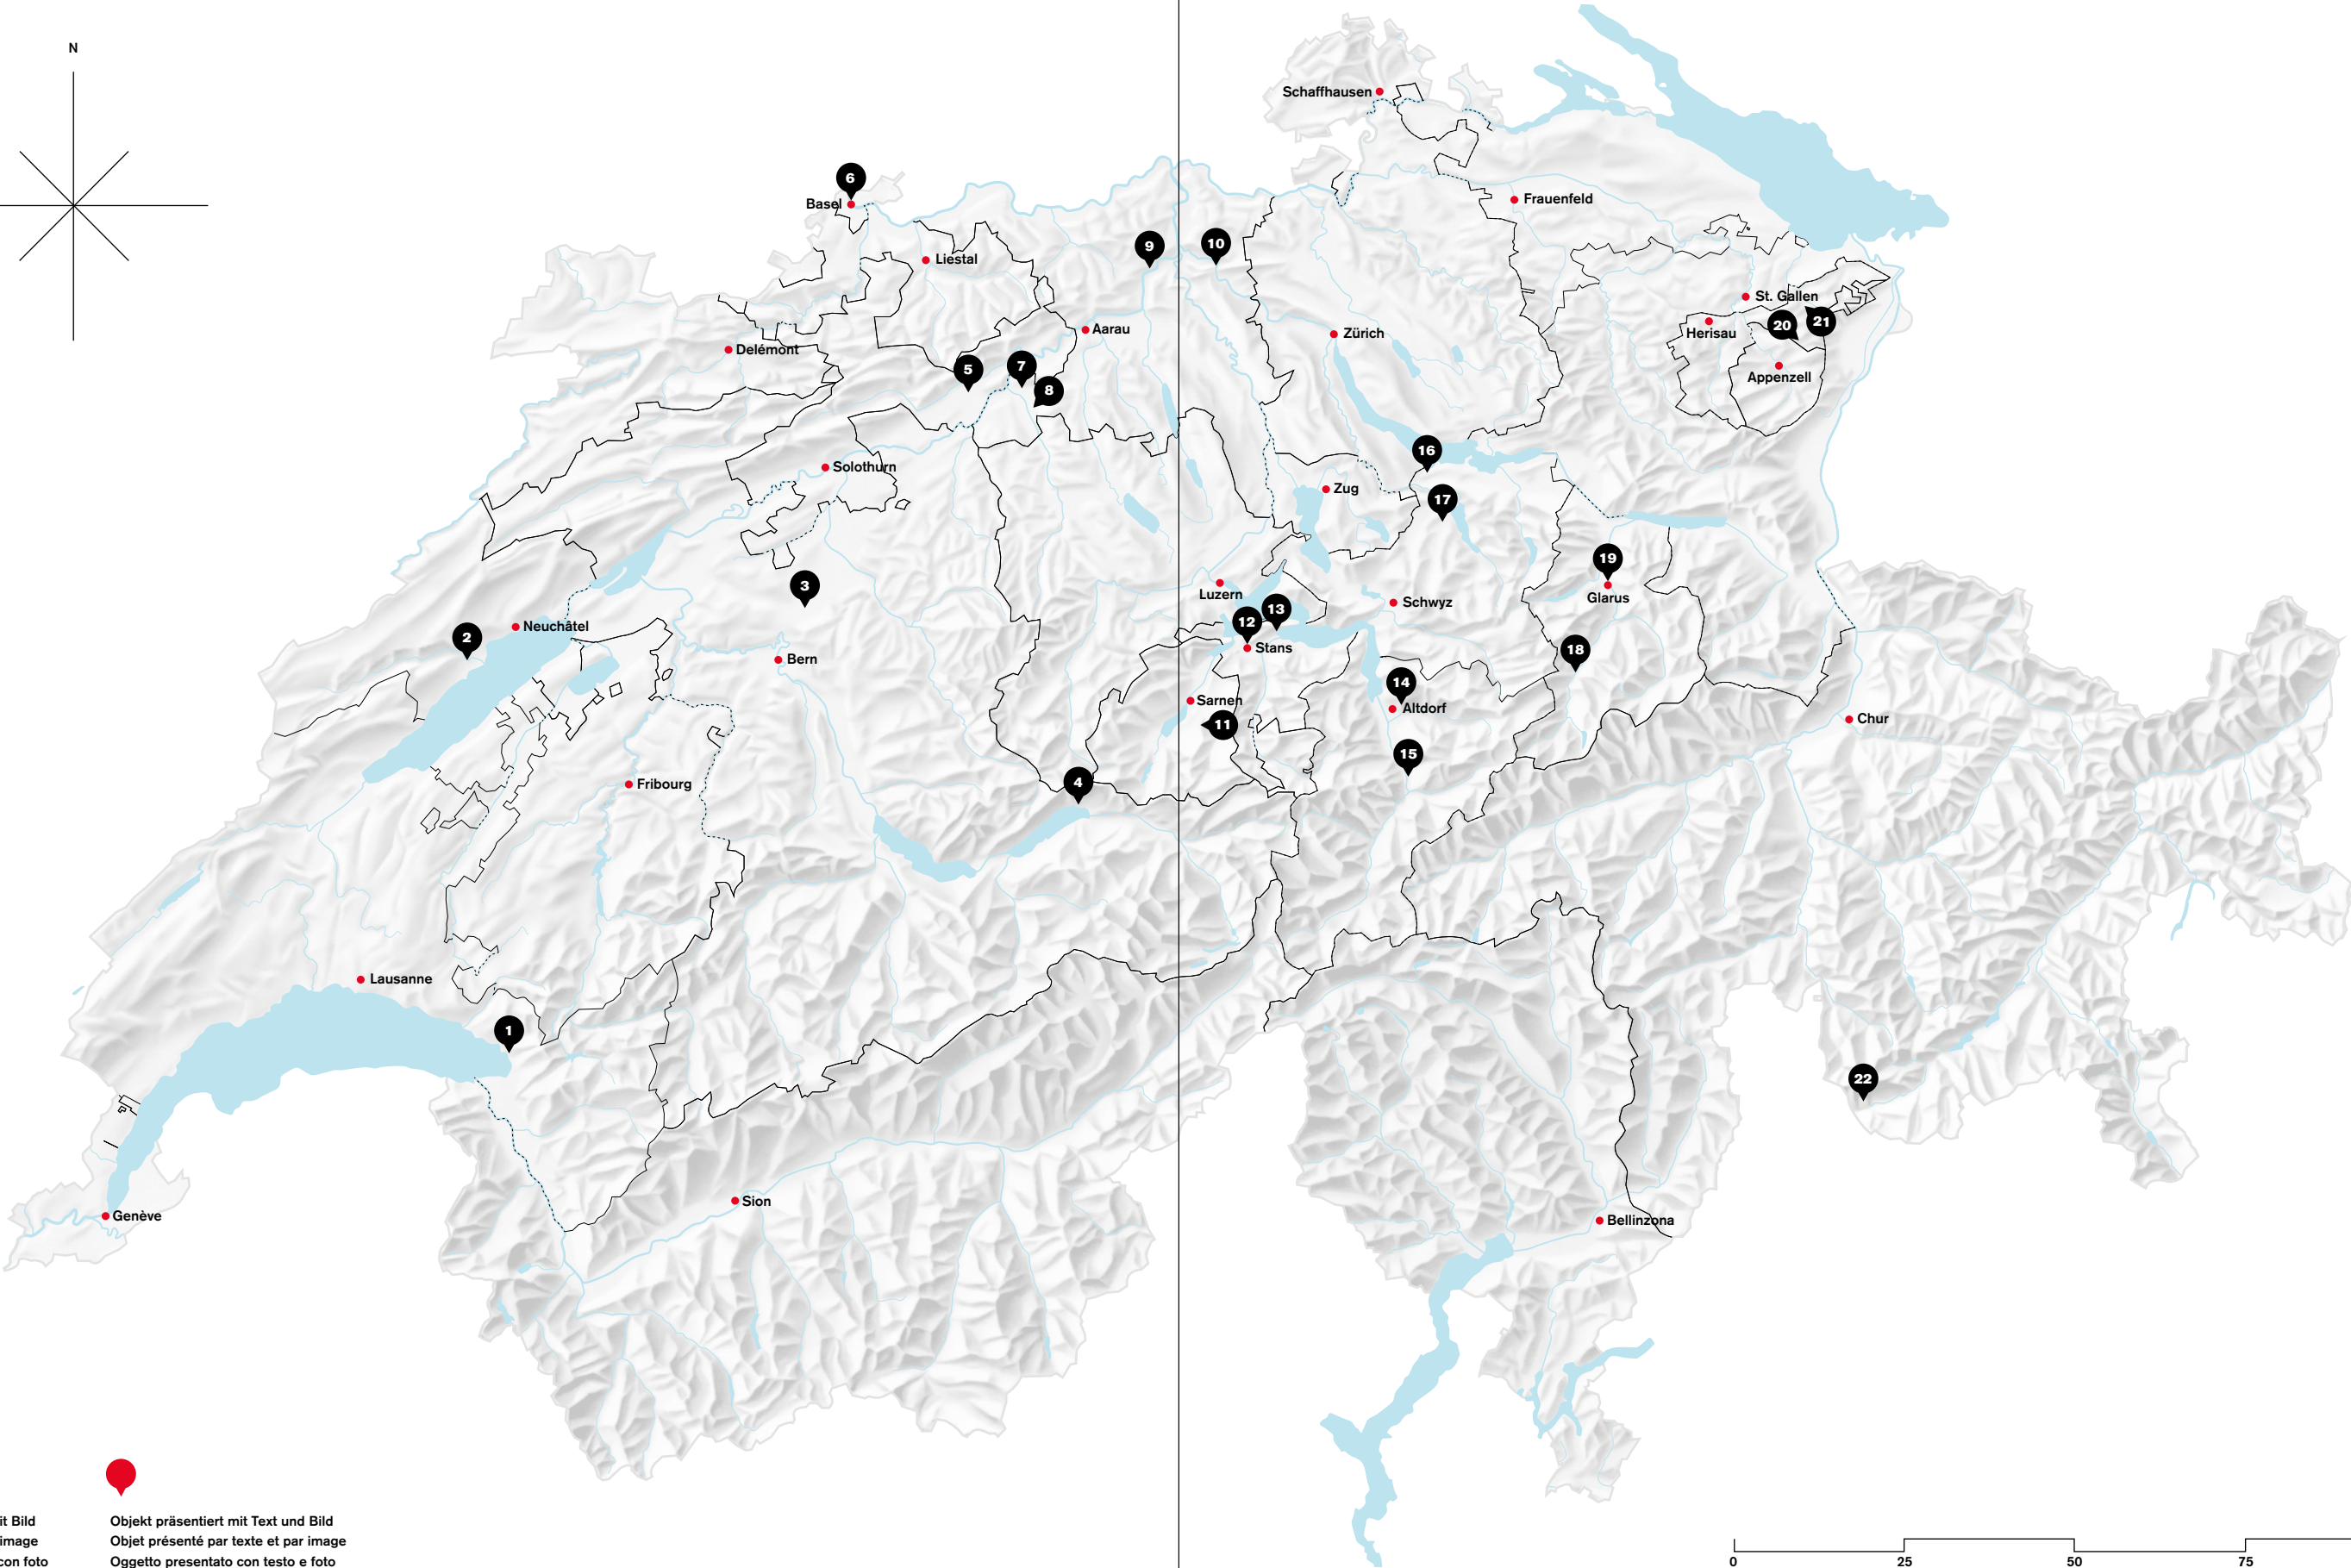 N
Schaffhausen
6
Basel
Frauenfeld
9
10
Liestal
St. Gallen
20
21
Herisau
Aarau
Zürich
Delémont
5
7
8
Appenzell
16
Solothurn
Zug
17
3
19
Luzern
Glarus
Schwyz
13
12
2
Neuchâtel
Stans
18
Bern
14
Sarnen
Altdorf
11
Chur
15
4
Fribourg
Lausanne
1
22
Sion
Genève
Bellinzona
it Bild
image
con foto
Objekt präsentiert mit Text und Bild
Objet présenté par texte et par image
Oggetto presentato con testo e foto
0 25 50 75